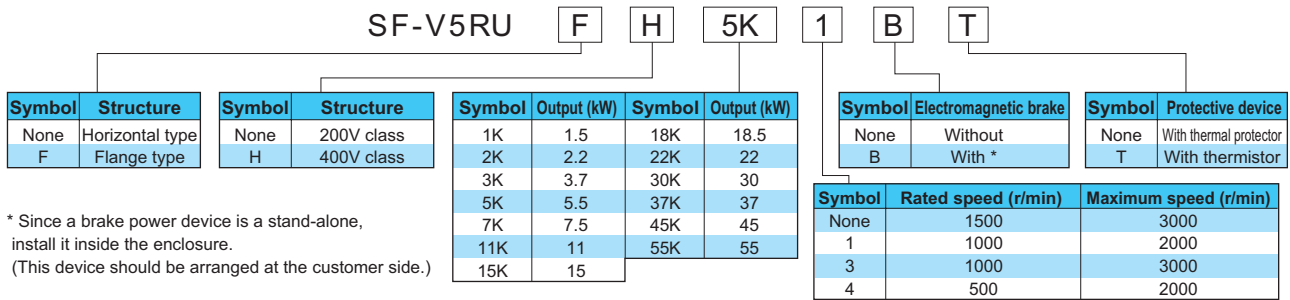 SF-V5RU F H 5K 1 B T
Symbol Structure
None Horizontal type
F Flange type
Symbol Structure
None 200V class
H 400V class
Symbol Output (kW) Symbol Output (kW)
1K 1.5 18K 18.5
2K 2.2 22K 22
3K 3.7 30K 30
5K 5.5 37K 37
7K 7.5 45K 45
11K 11 55K 55
15K 15
Symbol Electromagnetic brake
None Without
B With *
Symbol Protective device
None With thermal protector
T With thermistor
Symbol Rated speed (r/min) Maximum speed (r/min)
None 1500 3000
1 1000 2000
3 1000 3000
4 500 2000
* Since a brake power device is a stand-alone,
install it inside the enclosure.
(This device should be arranged at the customer side.)